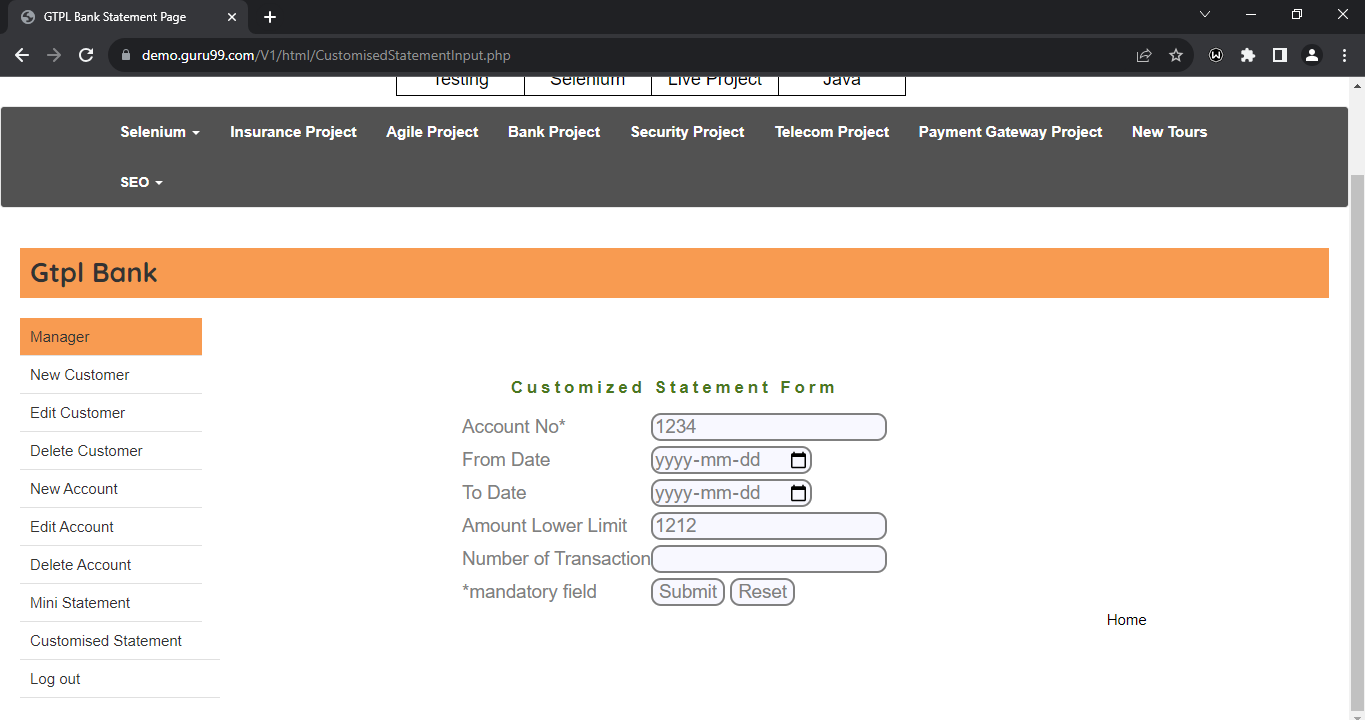 GTPL Bank Statement Page
demo.guru99.com/V1/html/CustomisedStatementInput.php
Testing Selenium Live Project Java
Selenium Insurance Project Agile Project Bank Project Security Project Telecom Project Payment Gateway Project New Tours
SEO
Gtpl Bank
Manager
New Customer
Edit Customer
Delete Customer
New Account
Edit Account
Delete Account
Mini Statement
Customised Statement
Log out
Customized Statement Form
Account No* 1234
From Date yyyy-mm-dd
To Date yyyy-mm-dd
Amount Lower Limit 1212
Number of Transaction
*mandatory field Submit Reset
Home